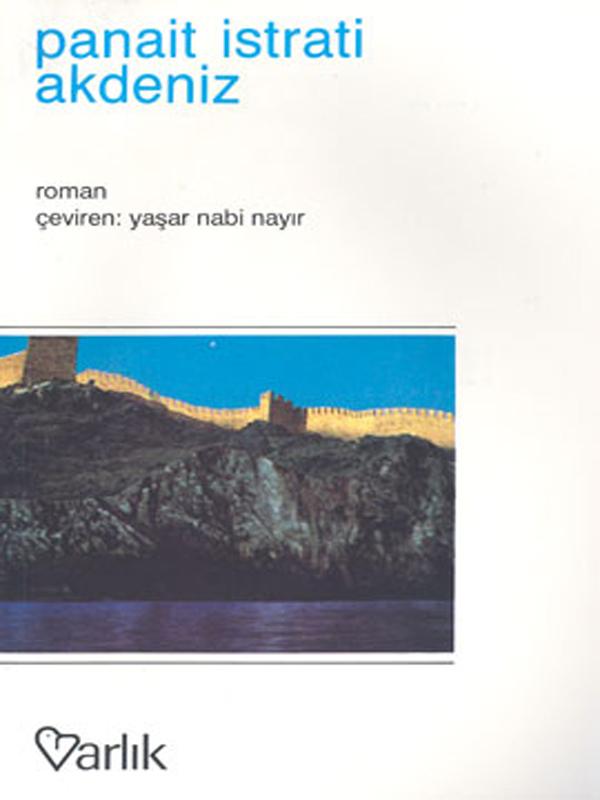 panait istrati
akdeniz
roman
çeviren: yaşar nabi nayır
Varlık